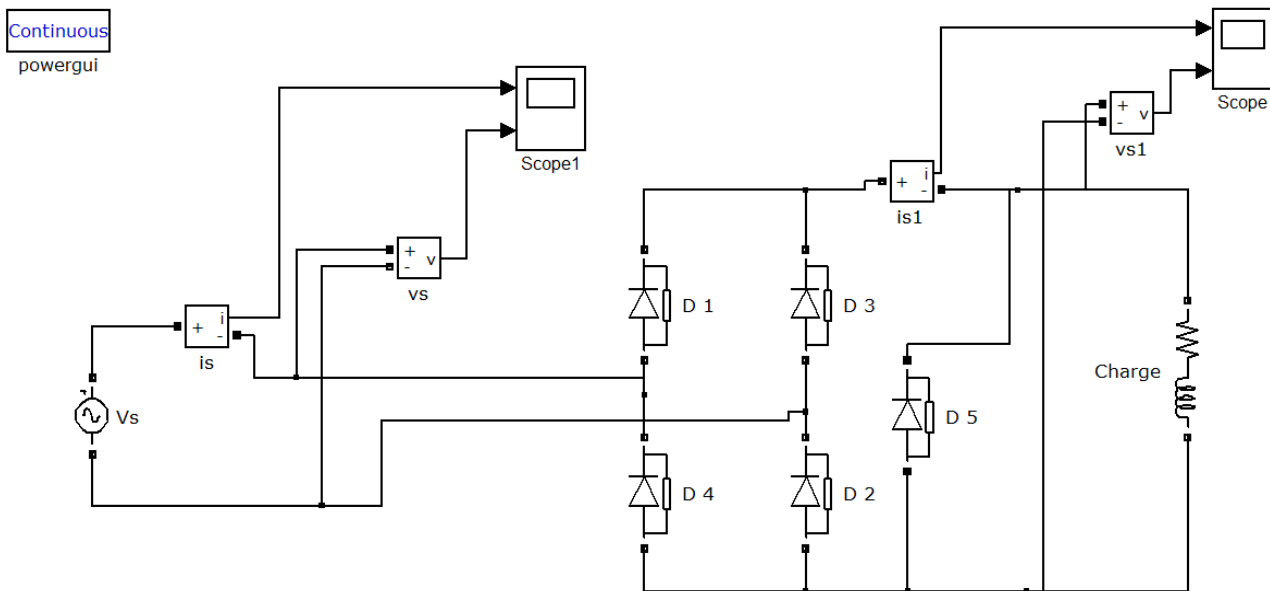 Continuous
powergui
Scope1
Scope
+
-
v
vs1
+
-
i
is1
+
-
v
vs
+
-
i
is
D 1
D 3
Charge
Vs
D 5
D 4
D 2